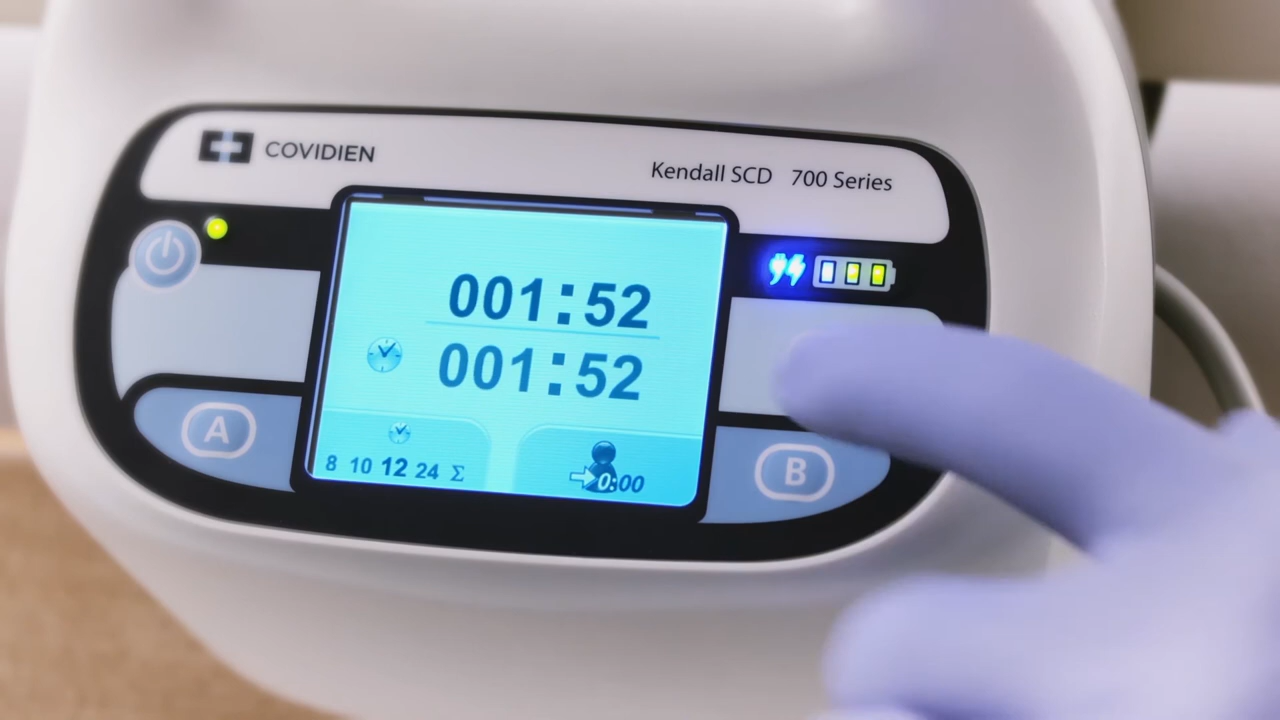 COVIDIEN
Kendall SCD 700 Series
001:52
001:52
A
8 10 12 24 Σ
0:00
B